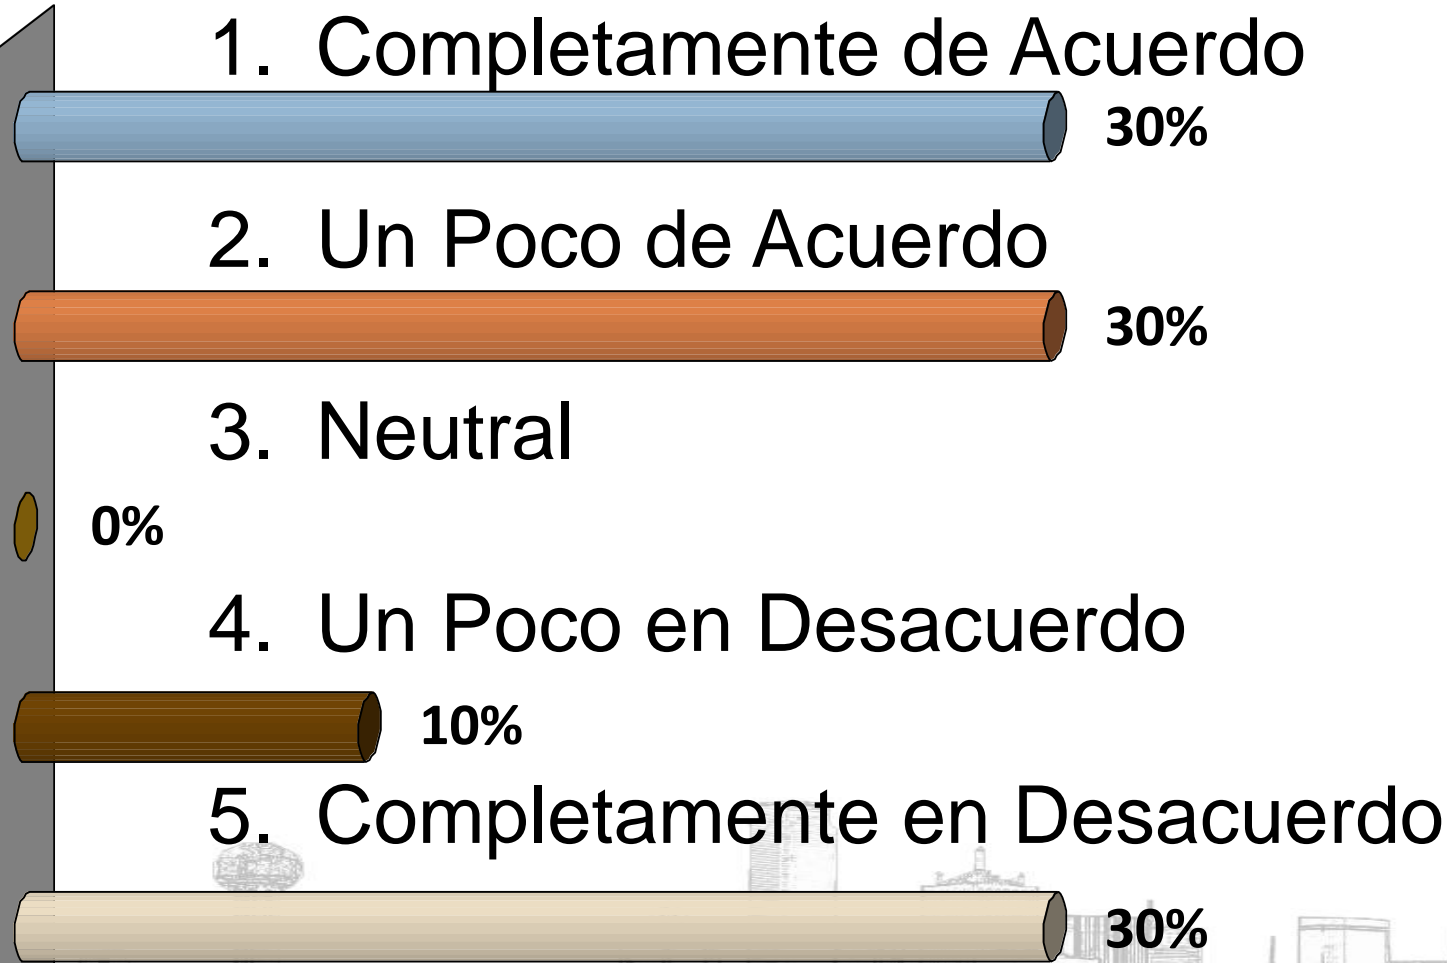 1. Completamente de Acuerdo
30%
2. Un Poco de Acuerdo
30%
3. Neutral
0%
4. Un Poco en Desacuerdo
10%
5. Completamente en Desacuerdo
30%